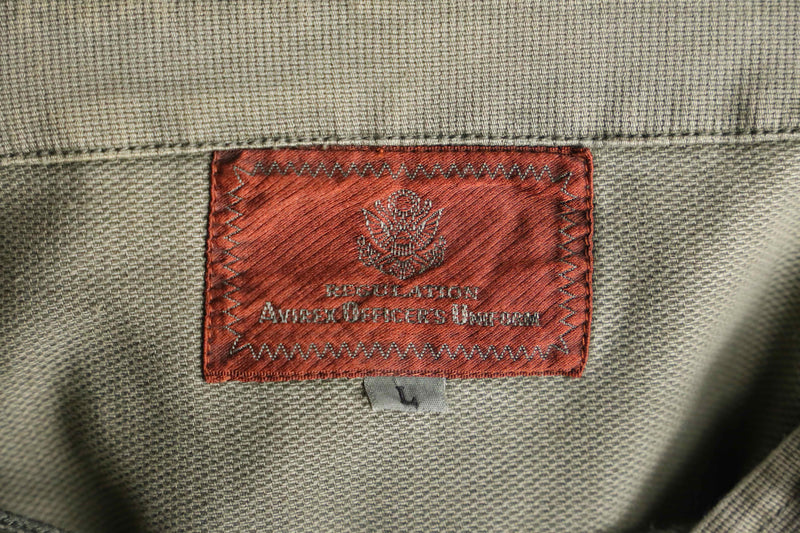 REGULATION
AVIREX OFFICER'S UNIFORM
L